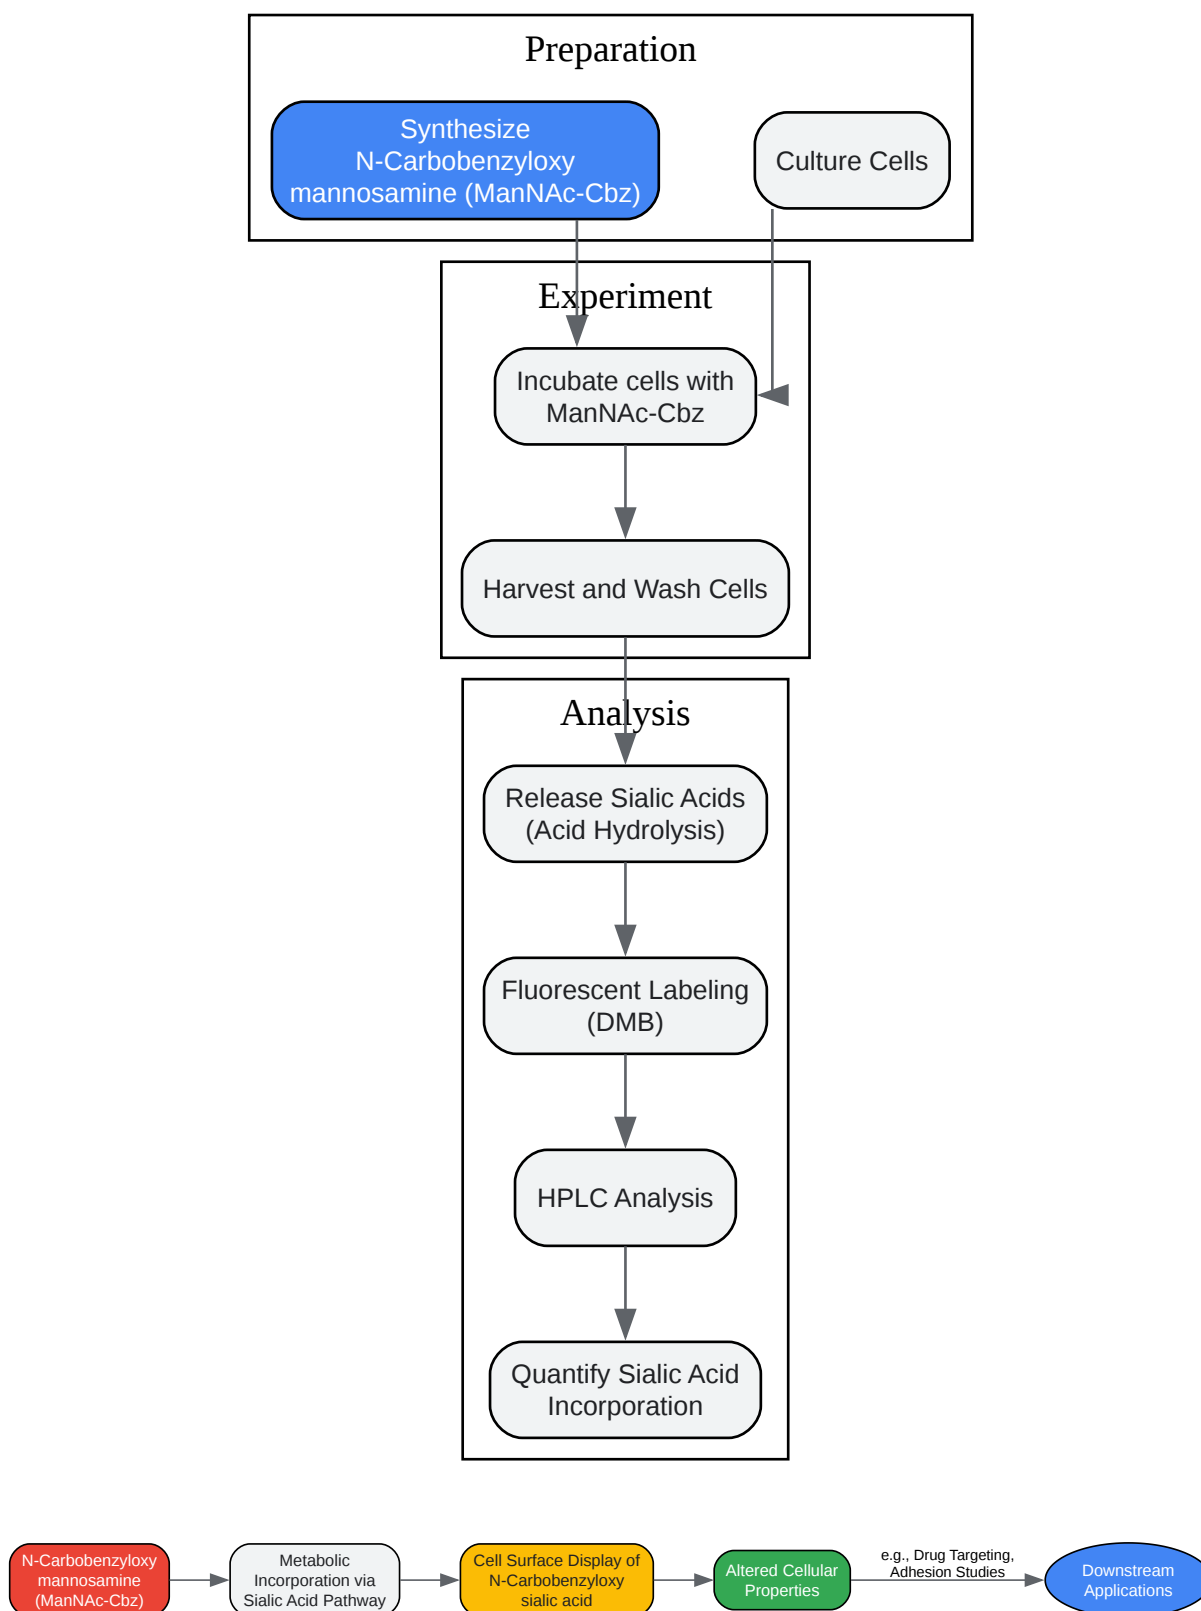 Preparation
Synthesize
N-Carbobenzyloxy
mannosamine (ManNAc-Cbz)
Culture Cells
Experiment
Incubate cells with
ManNAc-Cbz
Harvest and Wash Cells
Analysis
Release Sialic Acids
(Acid Hydrolysis)
Fluorescent Labeling
(DMB)
HPLC Analysis
Quantify Sialic Acid
Incorporation
N-Carbobenzyloxy
mannosamine
(ManNAc-Cbz)
Metabolic
Incorporation via
Sialic Acid Pathway
Cell Surface Display of
N-Carbobenzyloxy
sialic acid
Altered Cellular
Properties
e.g., Drug Targeting,
Adhesion Studies
Downstream
Applications